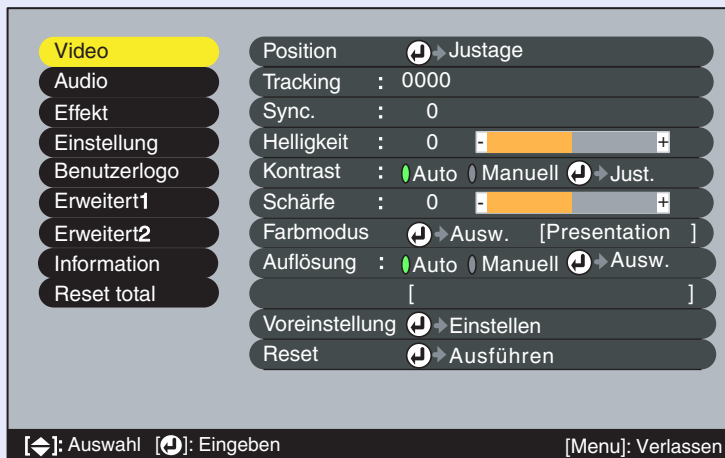 Video
Audio
Effekt
Einstellung
Benutzerlogo
Erweitert1
Erweitert2
Information
Reset total
Position Justage
Tracking : 0000
Sync. : 0
Helligkeit : 0 - +
Kontrast : Auto Manuell Just.
Schärfe : 0 - +
Farbmodus Ausw. [Presentation ]
Auflösung : Auto Manuell Ausw.
[ ]
Voreinstellung Einstellen
Reset Ausführen
[ ]: Auswahl [ ]: Eingeben [Menu]: Verlassen